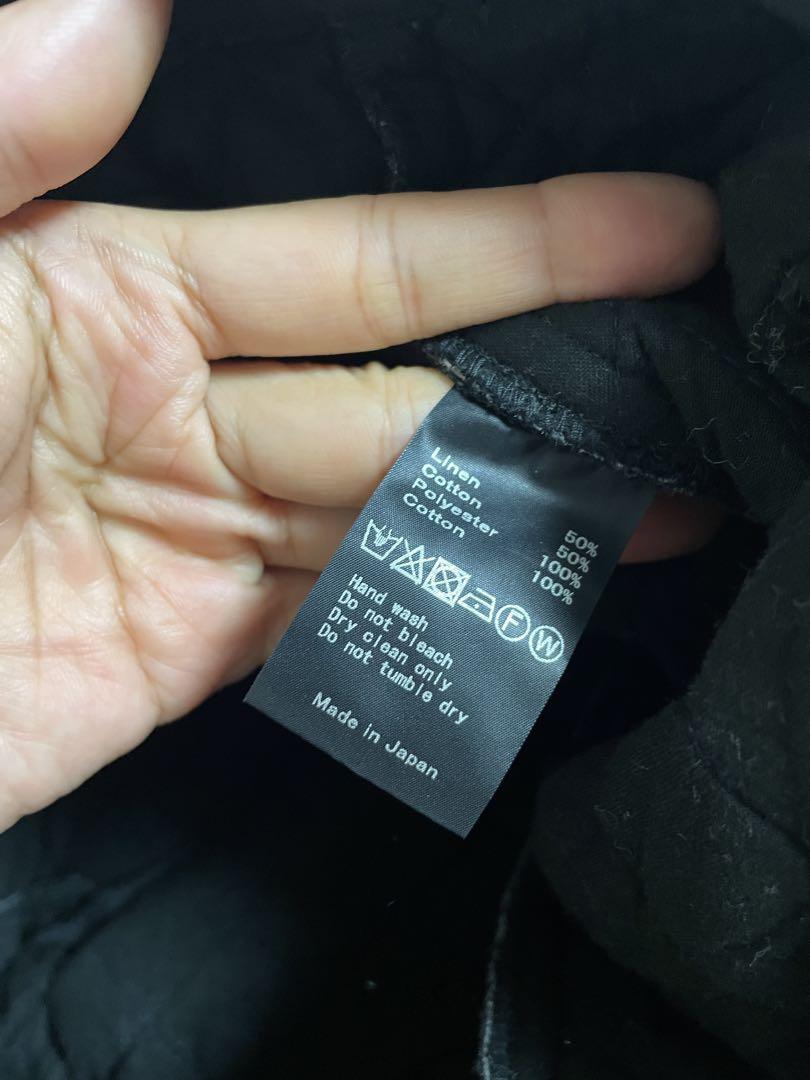 Linen 50%
Cotton 50%
Polyester 100%
Cotton 100%
F W
Hand wash
Do not bleach
Dry clean only
Do not tumble dry
Made in Japan